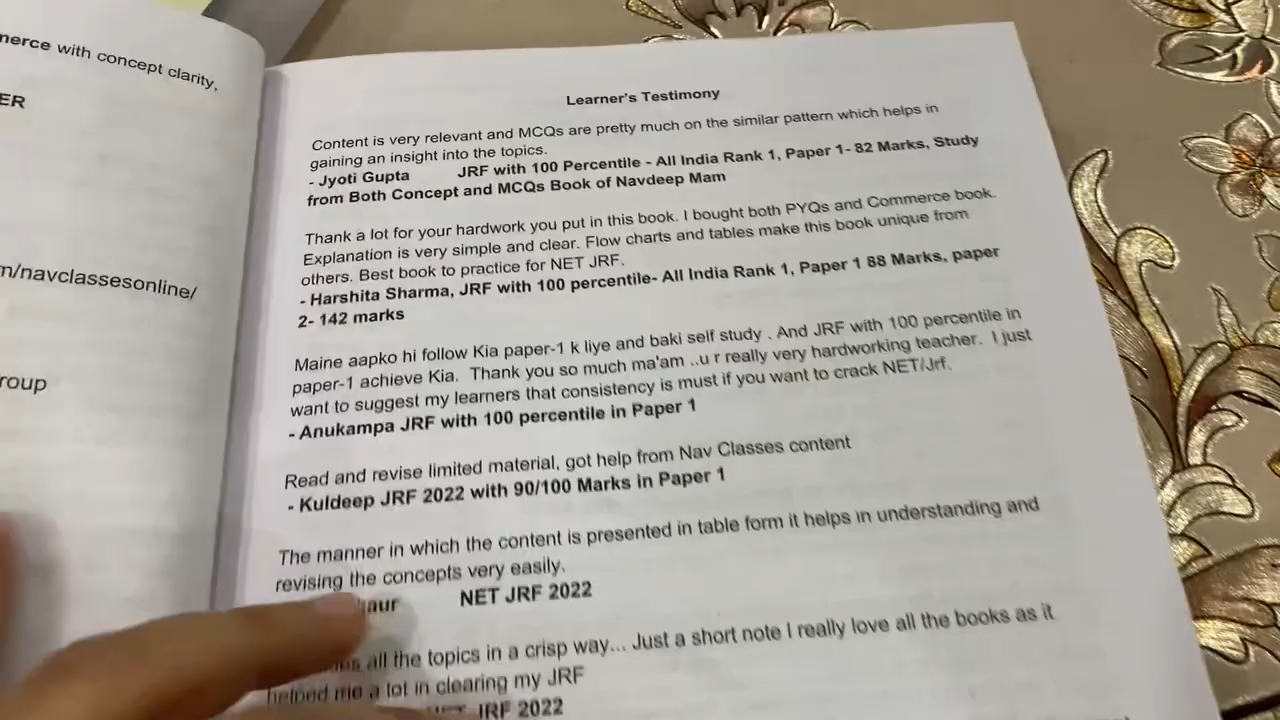 nerce with concept clarity,
ER
m/navclassesonline/
roup
Learner's Testimony
Content is very relevant and MCQs are pretty much on the similar pattern which helps in
gaining an insight into the topics.
- Jyoti Gupta JRF with 100 Percentile - All India Rank 1, Paper 1- 82 Marks, Study
from Both Concept and MCQs Book of Navdeep Mam
Thank a lot for your hardwork you put in this book. I bought both PYQs and Commerce book.
Explanation is very simple and clear. Flow charts and tables make this book unique from
others. Best book to practice for NET JRF.
- Harshita Sharma, JRF with 100 percentile- All India Rank 1, Paper 1 88 Marks, paper
2- 142 marks
Maine aapko hi follow Kia paper-1 k liye and baki self study . And JRF with 100 percentile in
paper-1 achieve Kia. Thank you so much ma'am ..u r really very hardworking teacher. I just
want to suggest my learners that consistency is must if you want to crack NET/Jrf.
- Anukampa JRF with 100 percentile in Paper 1
Read and revise limited material, got help from Nav Classes content
- Kuldeep JRF 2022 with 90/100 Marks in Paper 1
The manner in which the content is presented in table form it helps in understanding and
revising the concepts very easily.
aur NET JRF 2022
all the topics in a crisp way... Just a short note I really love all the books as it
helped me a lot in clearing my JRF
JRF 2022